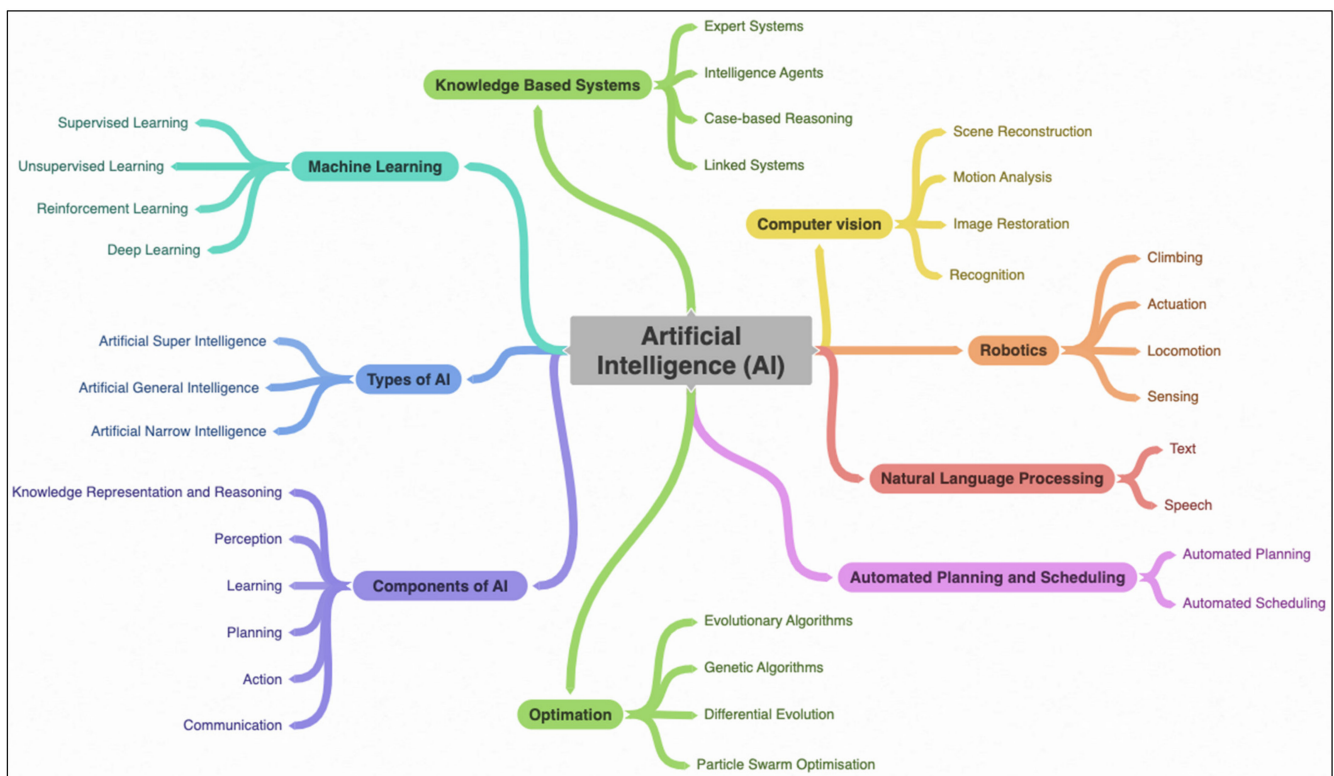 Artificial
Intelligence (AI)
Knowledge Based Systems
Expert Systems
Intelligence Agents
Case-based Reasoning
Linked Systems
Machine Learning
Supervised Learning
Unsupervised Learning
Reinforcement Learning
Deep Learning
Types of AI
Artificial Super Intelligence
Artificial General Intelligence
Artificial Narrow Intelligence
Components of AI
Knowledge Representation and Reasoning
Perception
Learning
Planning
Action
Communication
Computer vision
Scene Reconstruction
Motion Analysis
Image Restoration
Recognition
Robotics
Climbing
Actuation
Locomotion
Sensing
Natural Language Processing
Text
Speech
Automated Planning and Scheduling
Automated Planning
Automated Scheduling
Optimation
Evolutionary Algorithms
Genetic Algorithms
Differential Evolution
Particle Swarm Optimisation